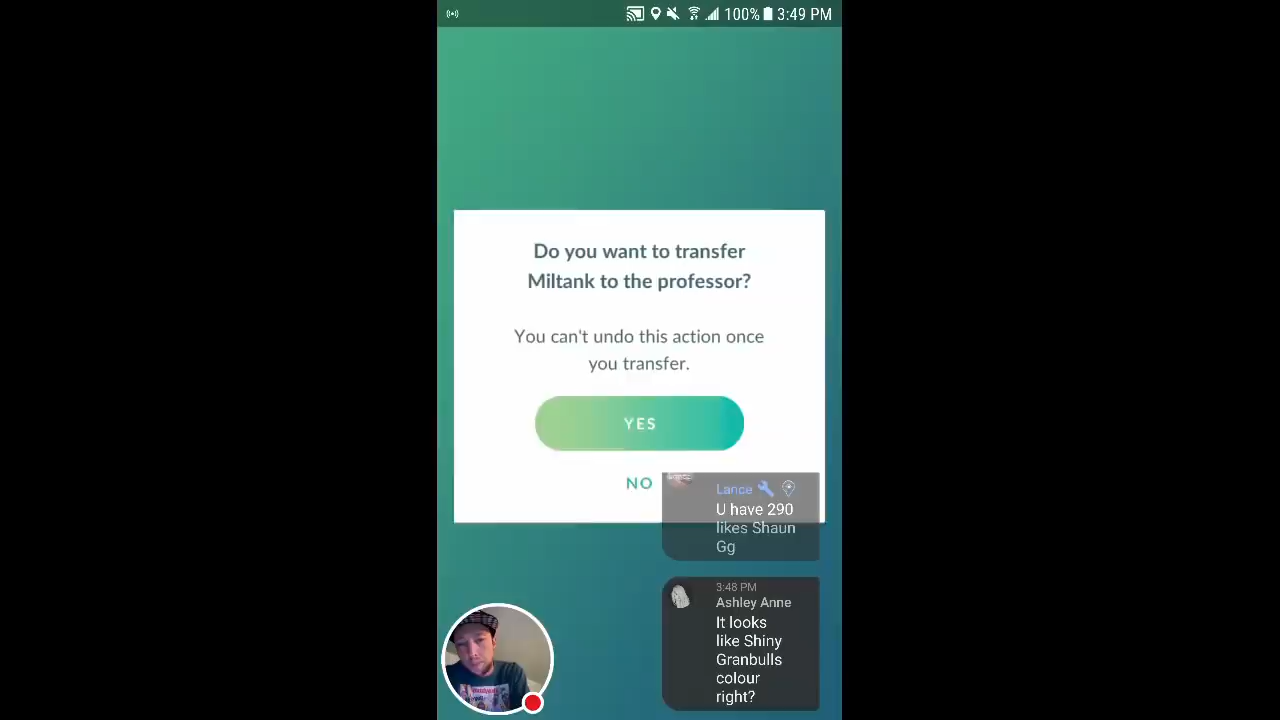 100% 3:49 PM
Do you want to transfer
Miltank to the professor?
You can't undo this action once
you transfer.
YES
NO
Lance
U have 290
likes Shaun
Gg
3:48 PM
Ashley Anne
It looks
like Shiny
Granbulls
colour
right?